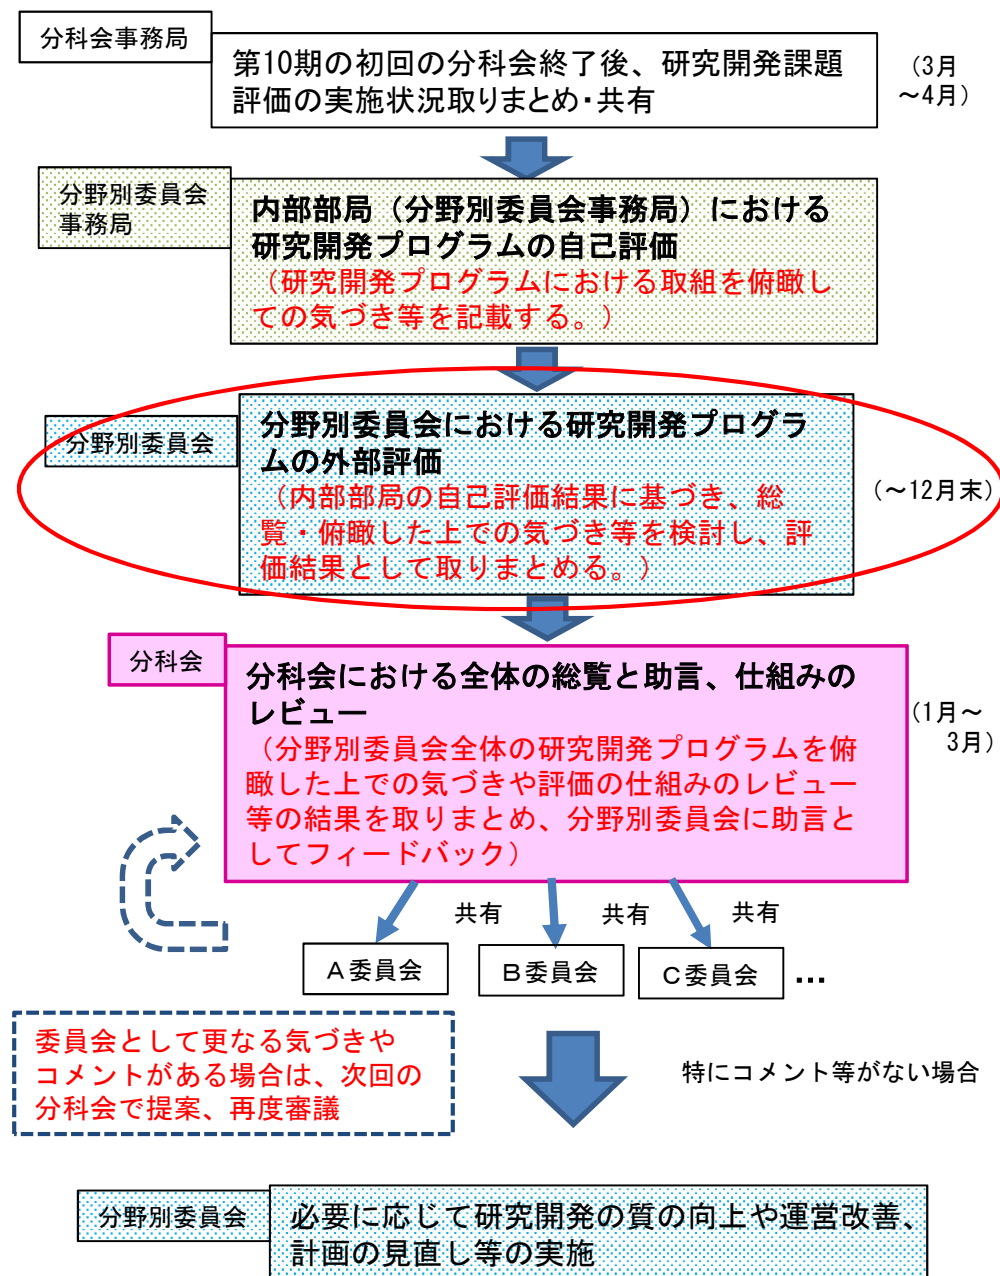 分科会事務局
第10期の初回の分科会終了後、研究開発課題
評価の実施状況取りまとめ・共有
（3月
～4月）
分野別委員会
事務局
内部部局（分野別委員会事務局）における
研究開発プログラムの自己評価
（研究開発プログラムにおける取組を俯瞰し
ての気づき等を記載する。）
分野別委員会
分野別委員会における研究開発プログラ
ムの外部評価
（内部部局の自己評価結果に基づき、総
覧・俯瞰した上での気づき等を検討し、評
価結果として取りまとめる。）
（～12月末）
分科会
分科会における全体の総覧と助言、仕組みの
レビュー
（分野別委員会全体の研究開発プログラムを俯
瞰した上での気づきや評価の仕組みのレビュー
等の結果を取りまとめ、分野別委員会に助言と
してフィードバック）
（1月～
3月）
共有
共有
共有
Ａ委員会
Ｂ委員会
Ｃ委員会
…
委員会として更なる気づきや
コメントがある場合は、次回の
分科会で提案、再度審議
特にコメント等がない場合
分野別委員会
必要に応じて研究開発の質の向上や運営改善、
計画の見直し等の実施